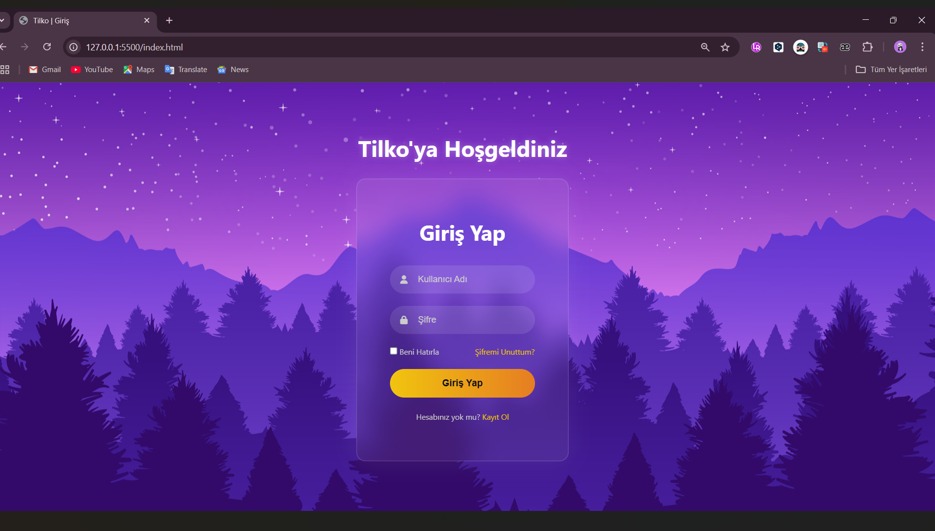 Tilko | Giriş
127.0.0.1:5500/index.html
Gmail YouTube Maps Translate News Tüm Yer İşaretleri
Tilko'ya Hoşgeldiniz
Giriş Yap
Kullanıcı Adı
Şifre
Beni Hatırla Şifremi Unuttum?
Giriş Yap
Hesabınız yok mu? Kayıt Ol